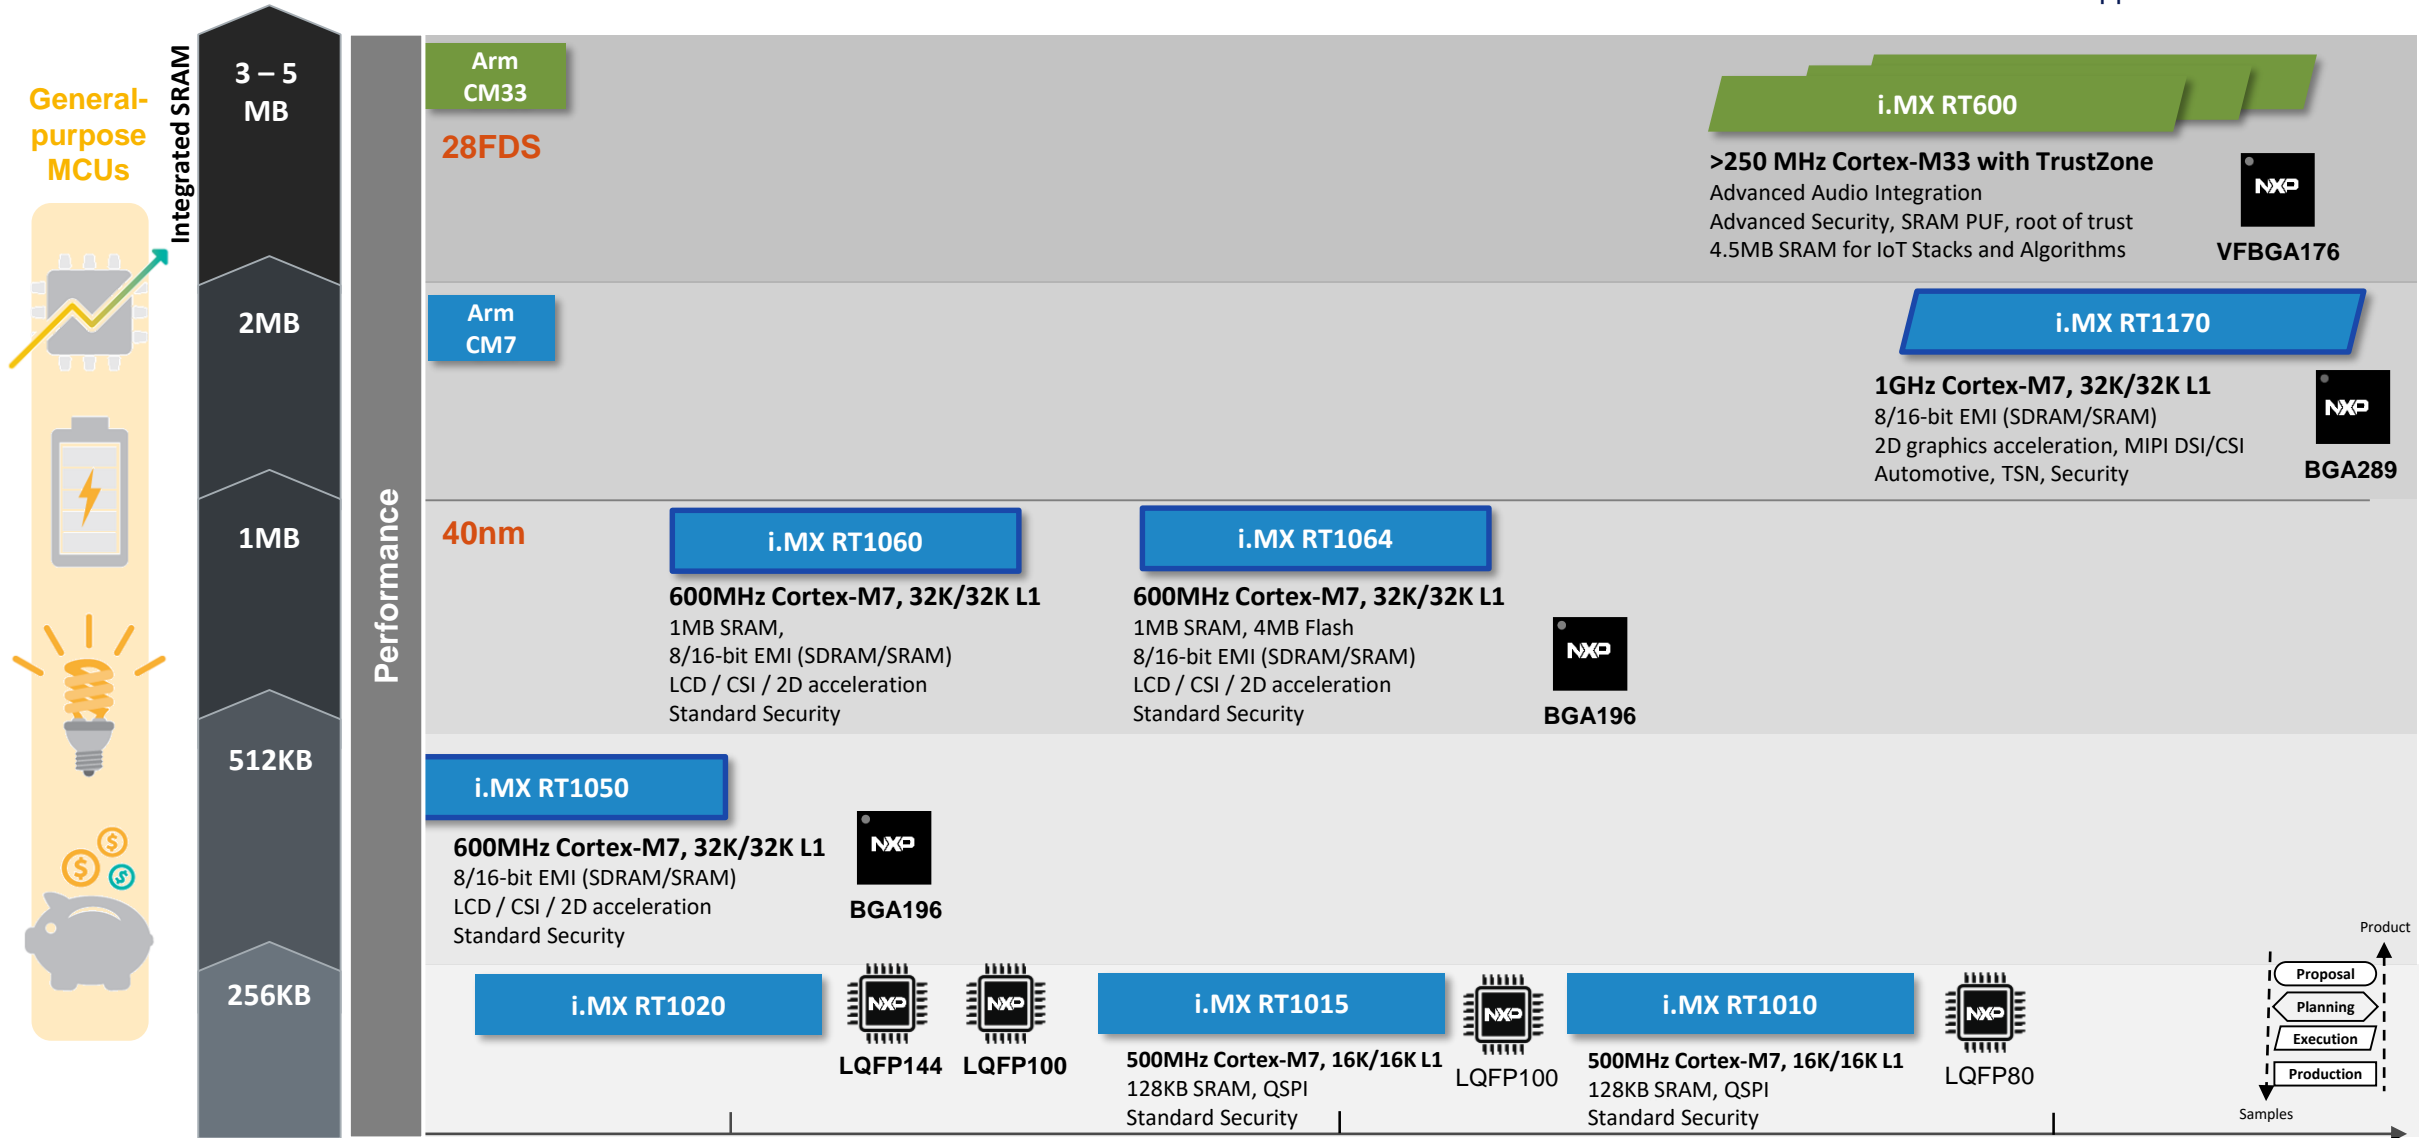 General-
purpose
MCUs
Integrated SRAM
3 – 5
MB
2MB
1MB
512KB
256KB
Performance
Arm
CM33
28FDS
i.MX RT600
>250 MHz Cortex-M33 with TrustZone
Advanced Audio Integration
Advanced Security, SRAM PUF, root of trust
4.5MB SRAM for IoT Stacks and Algorithms
NXP
VFBGA176
Arm
CM7
i.MX RT1170
1GHz Cortex-M7, 32K/32K L1
8/16-bit EMI (SDRAM/SRAM)
2D graphics acceleration, MIPI DSI/CSI
Automotive, TSN, Security
NXP
BGA289
40nm
i.MX RT1060
600MHz Cortex-M7, 32K/32K L1
1MB SRAM,
8/16-bit EMI (SDRAM/SRAM)
LCD / CSI / 2D acceleration
Standard Security
i.MX RT1064
600MHz Cortex-M7, 32K/32K L1
1MB SRAM, 4MB Flash
8/16-bit EMI (SDRAM/SRAM)
LCD / CSI / 2D acceleration
Standard Security
NXP
BGA196
i.MX RT1050
600MHz Cortex-M7, 32K/32K L1
8/16-bit EMI (SDRAM/SRAM)
LCD / CSI / 2D acceleration
Standard Security
NXP
BGA196
i.MX RT1020
NXP
LQFP144
NXP
LQFP100
i.MX RT1015
500MHz Cortex-M7, 16K/16K L1
128KB SRAM, QSPI
Standard Security
NXP
LQFP100
i.MX RT1010
500MHz Cortex-M7, 16K/16K L1
128KB SRAM, QSPI
Standard Security
NXP
LQFP80
Product
Proposal
Planning
Execution
Production
Samples